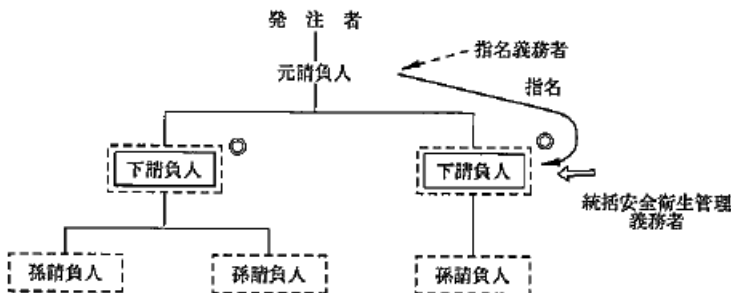 発注者
指名義務者
元請負人
指名
◎
◎
下請負人
下請負人
統括安全衛生管理
義務者
孫請負人
孫請負人
孫請負人